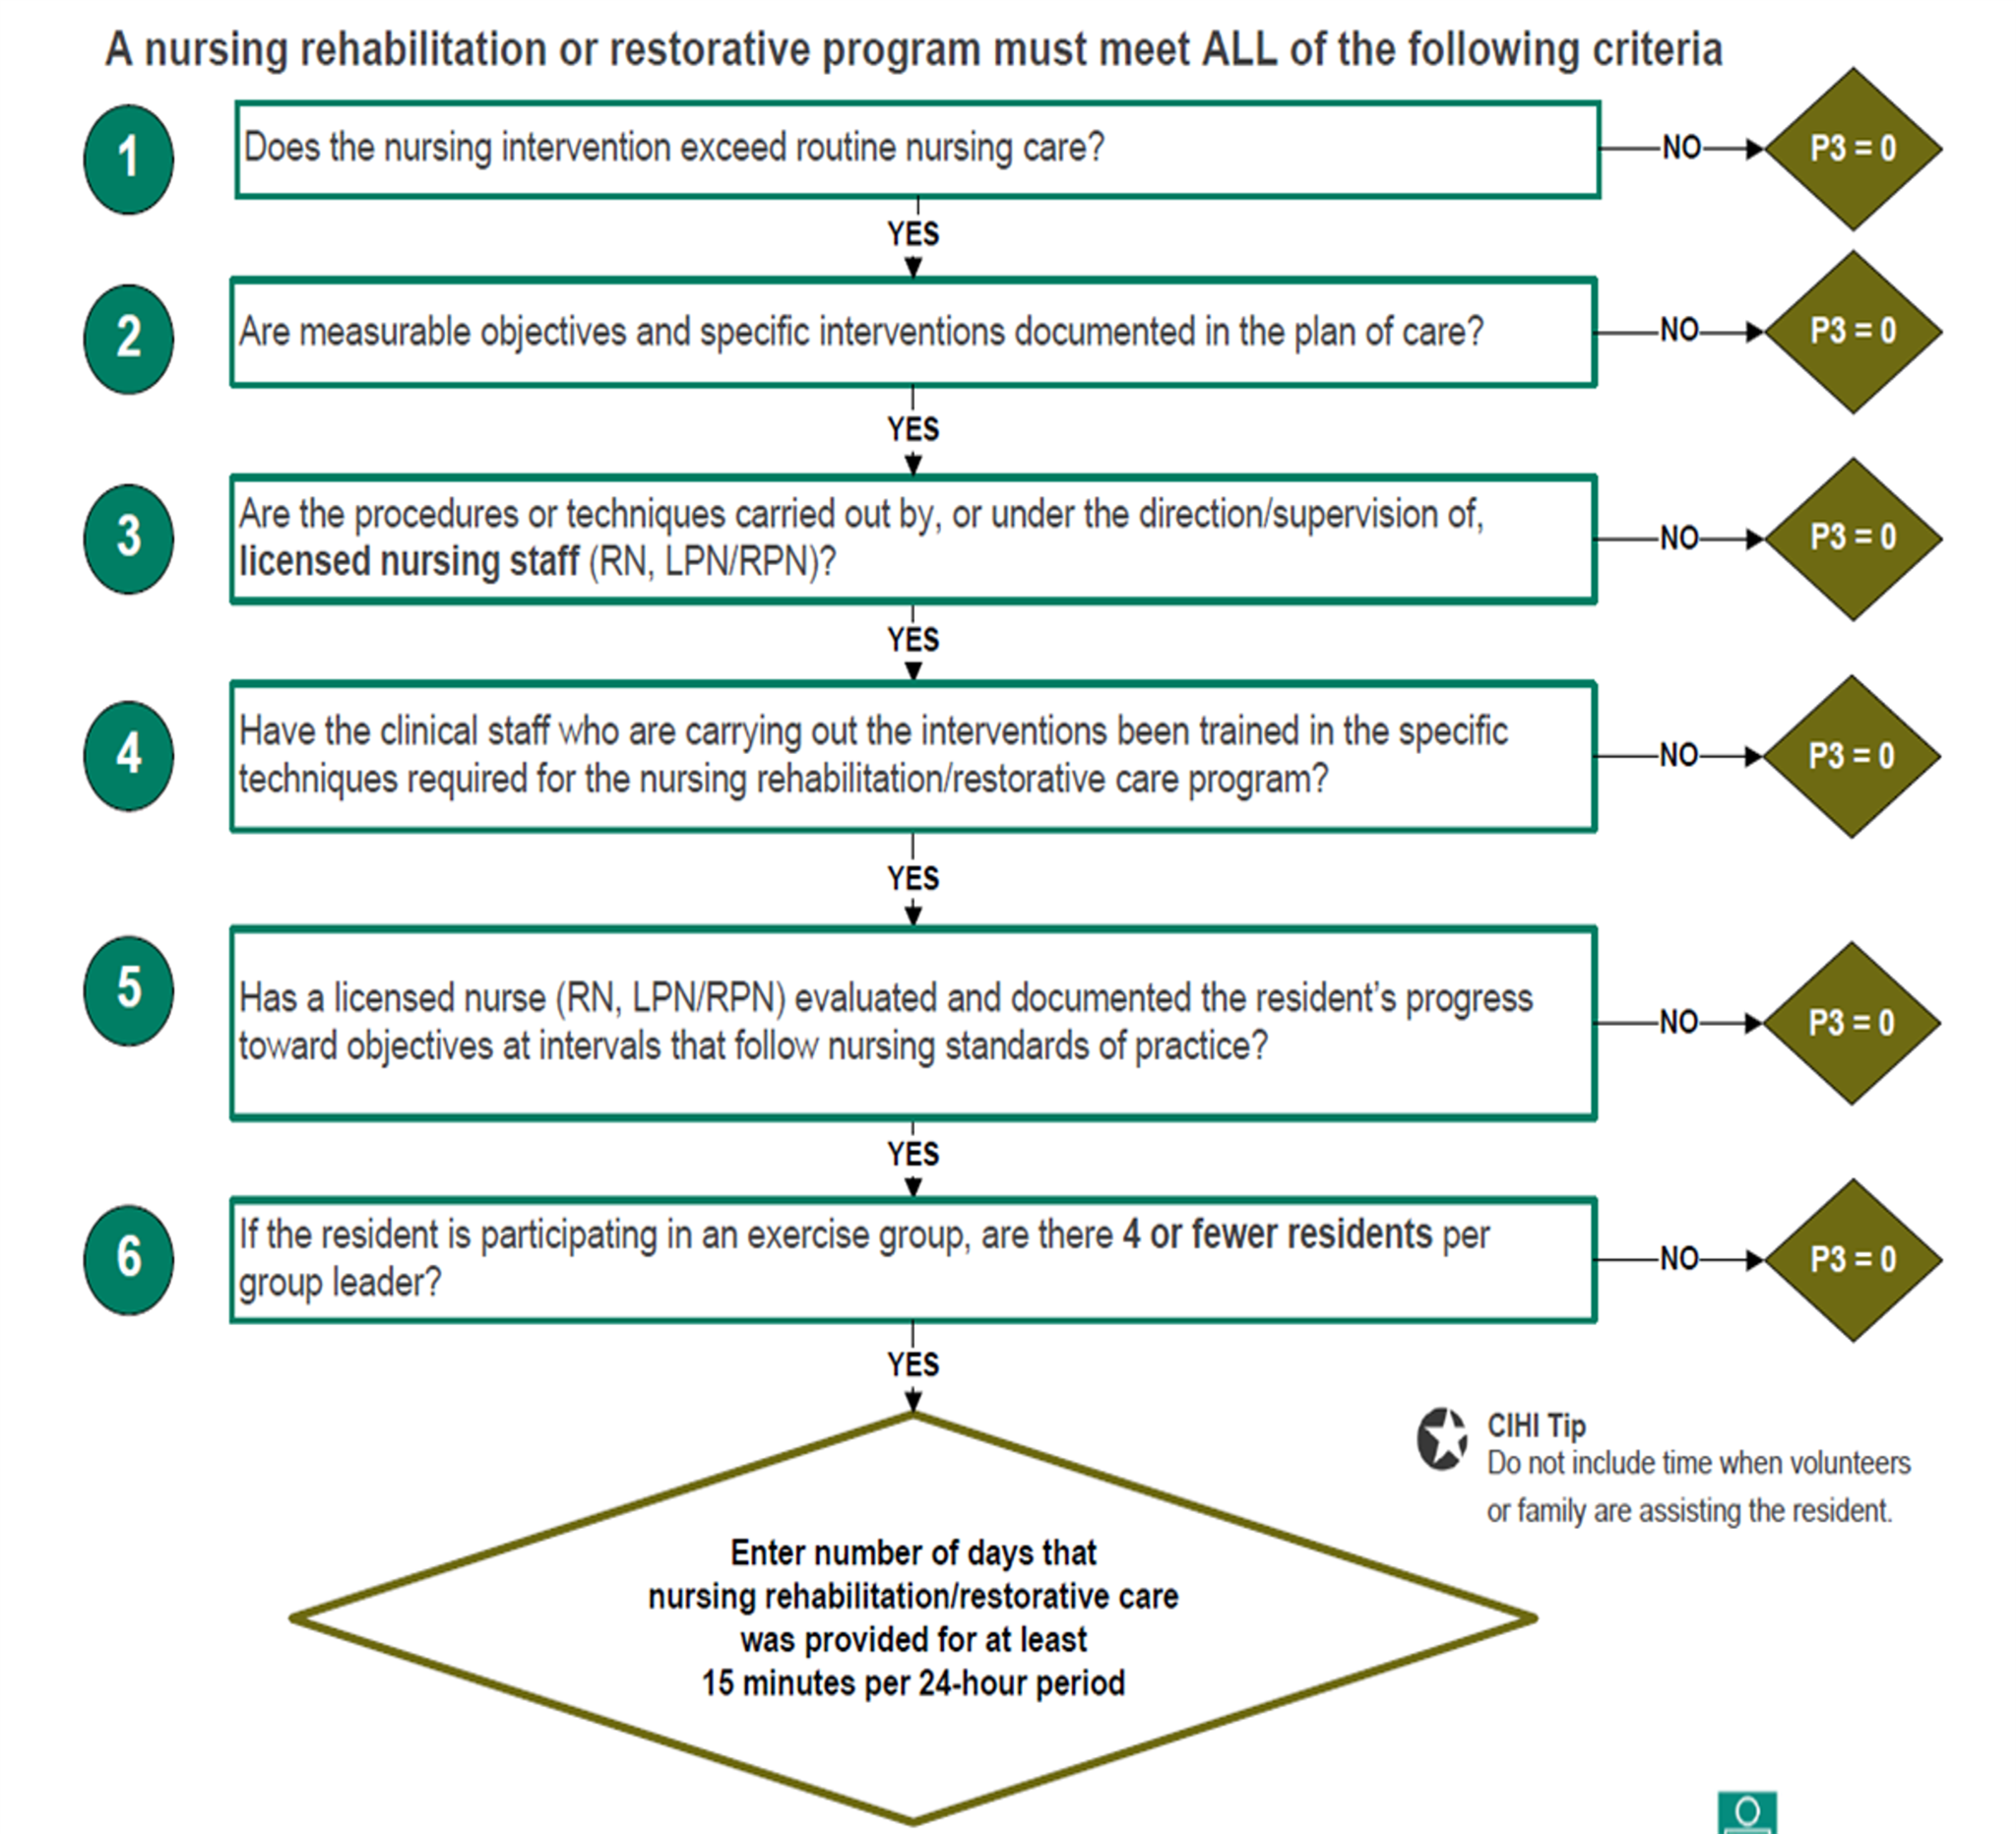 A nursing rehabilitation or restorative program must meet ALL of the following criteria
1
Does the nursing intervention exceed routine nursing care?
NO
P3 = 0
YES
2
Are measurable objectives and specific interventions documented in the plan of care?
NO
P3 = 0
YES
3
Are the procedures or techniques carried out by, or under the direction/supervision of,
licensed nursing staff (RN, LPN/RPN)?
NO
P3 = 0
YES
4
Have the clinical staff who are carrying out the interventions been trained in the specific
techniques required for the nursing rehabilitation/restorative care program?
NO
P3 = 0
YES
5
Has a licensed nurse (RN, LPN/RPN) evaluated and documented the resident’s progress
toward objectives at intervals that follow nursing standards of practice?
NO
P3 = 0
YES
6
If the resident is participating in an exercise group, are there 4 or fewer residents per
group leader?
NO
P3 = 0
YES
CIHI Tip
Do not include time when volunteers
or family are assisting the resident.
Enter number of days that
nursing rehabilitation/restorative care
was provided for at least
15 minutes per 24-hour period